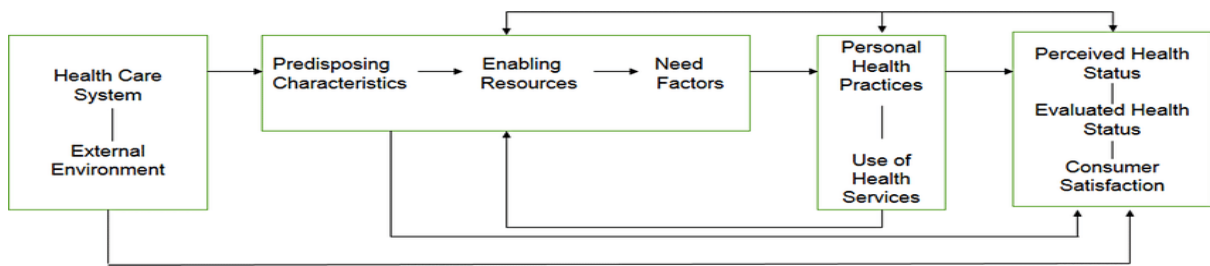 Health Care
System
External
Environment
Predisposing
Characteristics
Enabling
Resources
Need
Factors
Personal
Health
Practices
Use of
Health
Services
Perceived Health
Status
Evaluated Health
Status
Consumer
Satisfaction